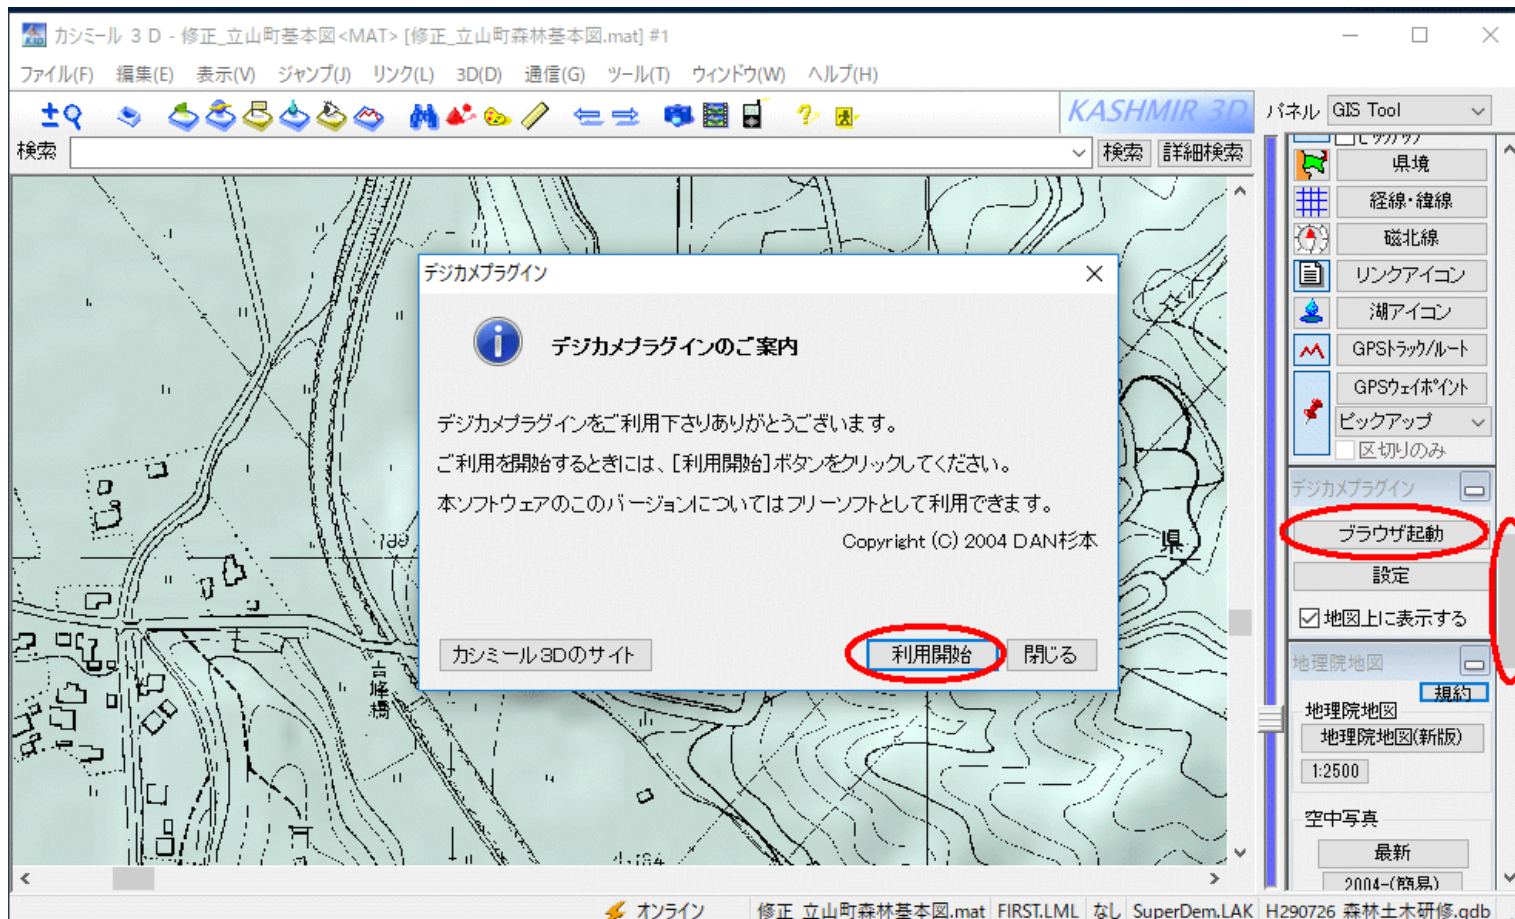 カシミール 3D - 修正_立山町基本図<MAT> [修正_立山町森林基本図.mat] #1
ファイル(F) 編集(E) 表示(V) ジャンプ(J) リンク(L) 3D(D) 通信(G) ツール(T) ウィンドウ(W) ヘルプ(H)
KASHMIR 3D
パネル GIS Tool
検索 検索 詳細検索
県境
経線・緯線
磁北線
リンクアイコン
湖アイコン
GPSトラック/ルート
GPSウェイポイント
ピックアップ
区切りのみ
デジカメプラグイン
ブラウザ起動
設定
地図上に表示する
地理院地図
規約
地理院地図
地理院地図(新版)
1:2500
空中写真
最新
2004-(簡易)
デジカメプラグイン
デジカメプラグインのご案内
デジカメプラグインをご利用下さりありがとうございます。
ご利用を開始するときには、[利用開始]ボタンをクリックしてください。
本ソフトウェアのこのバージョンについてはフリーソフトとして利用できます。
Copyright (C) 2004 DAN杉本
カシミール3Dのサイト 利用開始 閉じる
県
吉峰橋
オンライン 修正_立山町森林基本図.mat FIRST.LML なし SuperDem.LAK H290726_森林土木研修.gdb